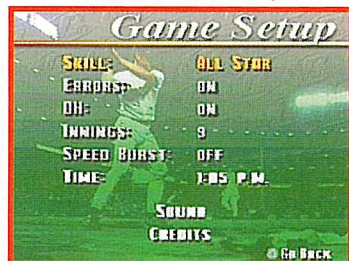 Game Setup
SKILL: ALL STAR
ERRORS: ON
DH: ON
INNINGS: 9
SPEED BURST: OFF
TIME: 1:05 P.M.
SOUND
CREDITS
GO BACK